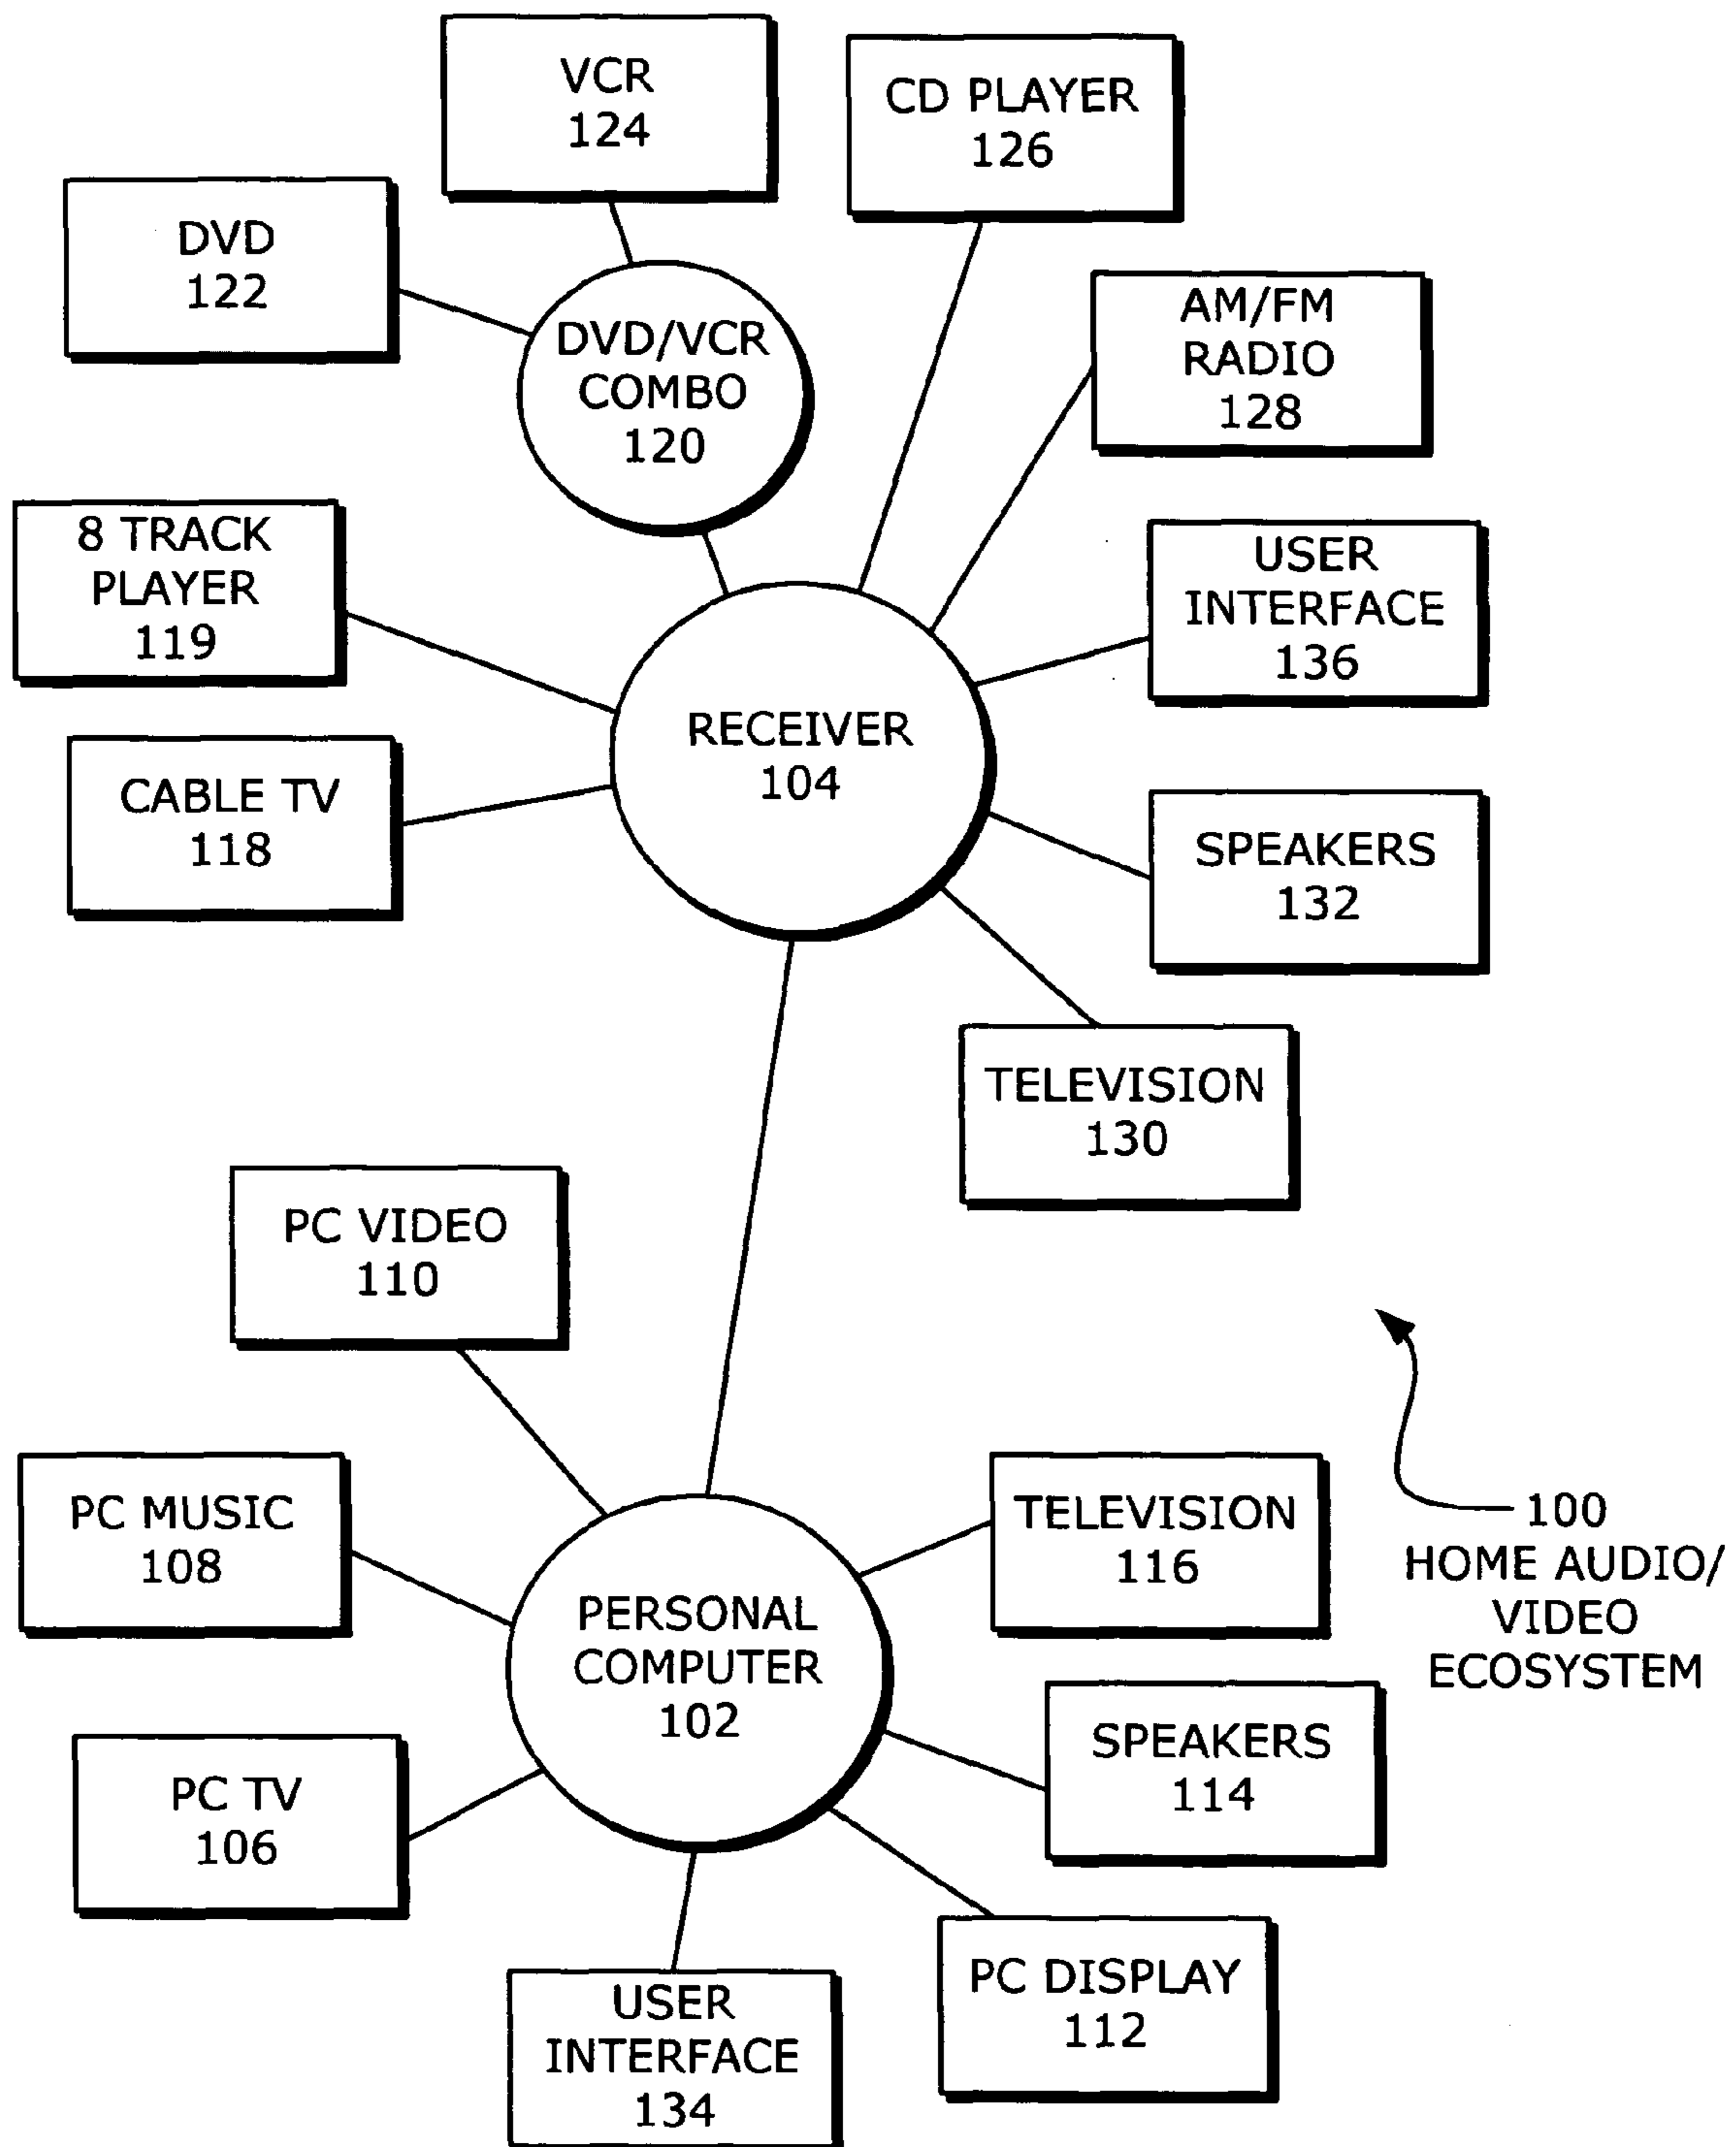 VCR
124
CD PLAYER
126
DVD
122
DVD/VCR
COMBO
120
AM/FM
RADIO
128
8 TRACK
PLAYER
119
USER
INTERFACE
136
RECEIVER
104
CABLE TV
118
SPEAKERS
132
TELEVISION
130
PC VIDEO
110
PC MUSIC
108
TELEVISION
116
100
HOME AUDIO/
VIDEO
ECOSYSTEM
PERSONAL
COMPUTER
102
SPEAKERS
114
PC TV
106
PC DISPLAY
112
USER
INTERFACE
134